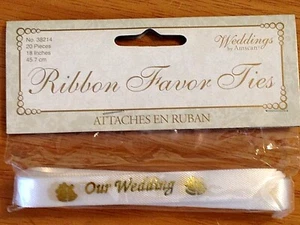 No. 38214
20 Pieces
18 Inches
45.7 cm
Weddings
by Amscan®
Ribbon Favor Ties
ATTACHES EN RUBAN
Our Wedding